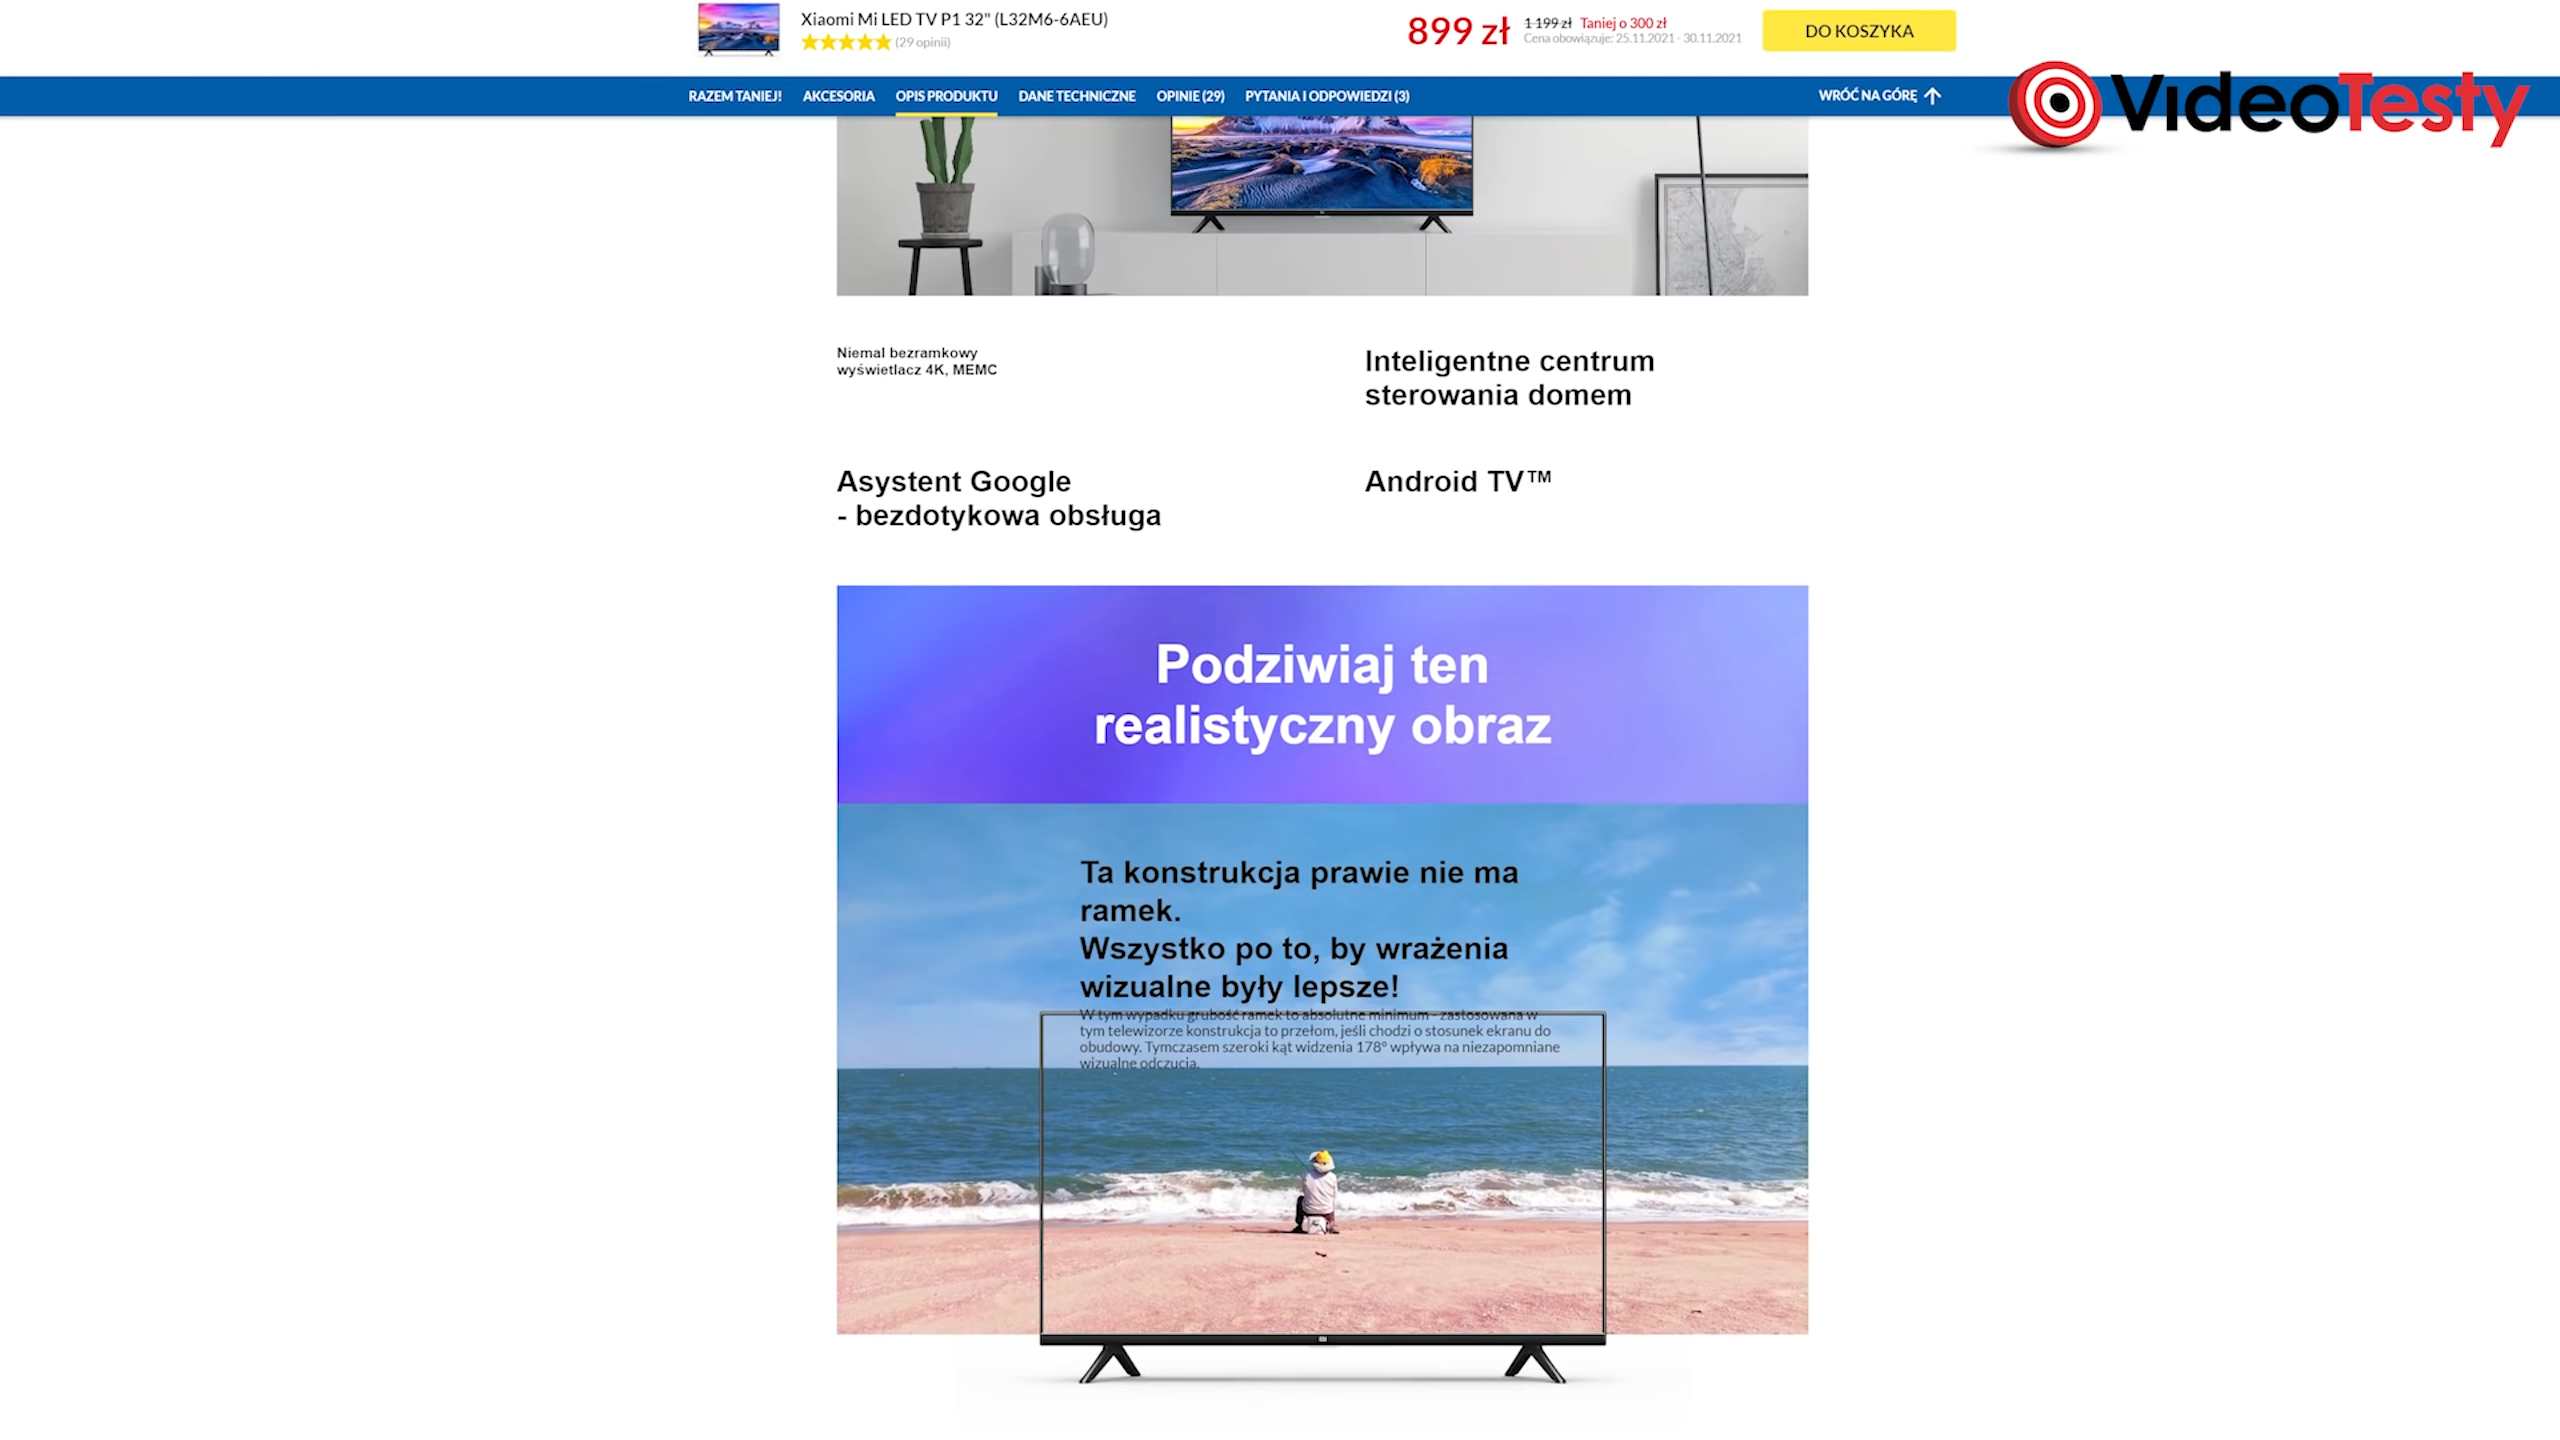 Xiaomi Mi LED TV P1 32" (L32M6-6AEU)
(29 opinii)
899 zł
1 199 zł Taniej o 300 zł
Cena obowiązuje: 25.11.2021 - 30.11.2021
DO KOSZYKA
RAZEM TANIEJ! AKCESORIA OPIS PRODUKTU DANE TECHNICZNE OPINIE (29) PYTANIA I ODPOWIEDZI (3) WRÓĆ NA GÓRĘ
VideoTesty
Niemal bezramkowy
wyświetlacz 4K, MEMC
Inteligentne centrum
sterowania domem
Asystent Google
- bezdotykowa obsługa
Android TV™
Podziwiaj ten
realistyczny obraz
Ta konstrukcja prawie nie ma
ramek.
Wszystko po to, by wrażenia
wizualne były lepsze!
W tym wypadku grubość ramek to absolutne minimum - zastosowana w
tym telewizorze konstrukcja to przełom, jeśli chodzi o stosunek ekranu do
obudowy. Tymczasem szeroki kąt widzenia 178° wpływa na niezapomniane
wizualne odczucia.